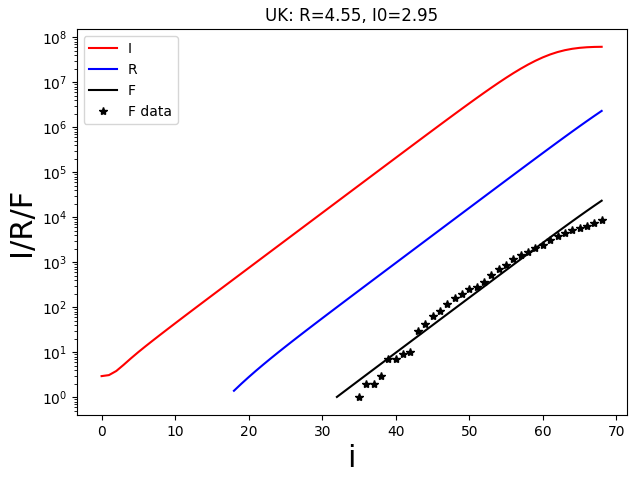 UK: R=4.55, I0=2.95
I
R
F
F data
I/R/F
10⁸
10⁷
10⁶
10⁵
10⁴
10³
10²
10¹
10⁰
0 10 20 30 40 50 60 70
i